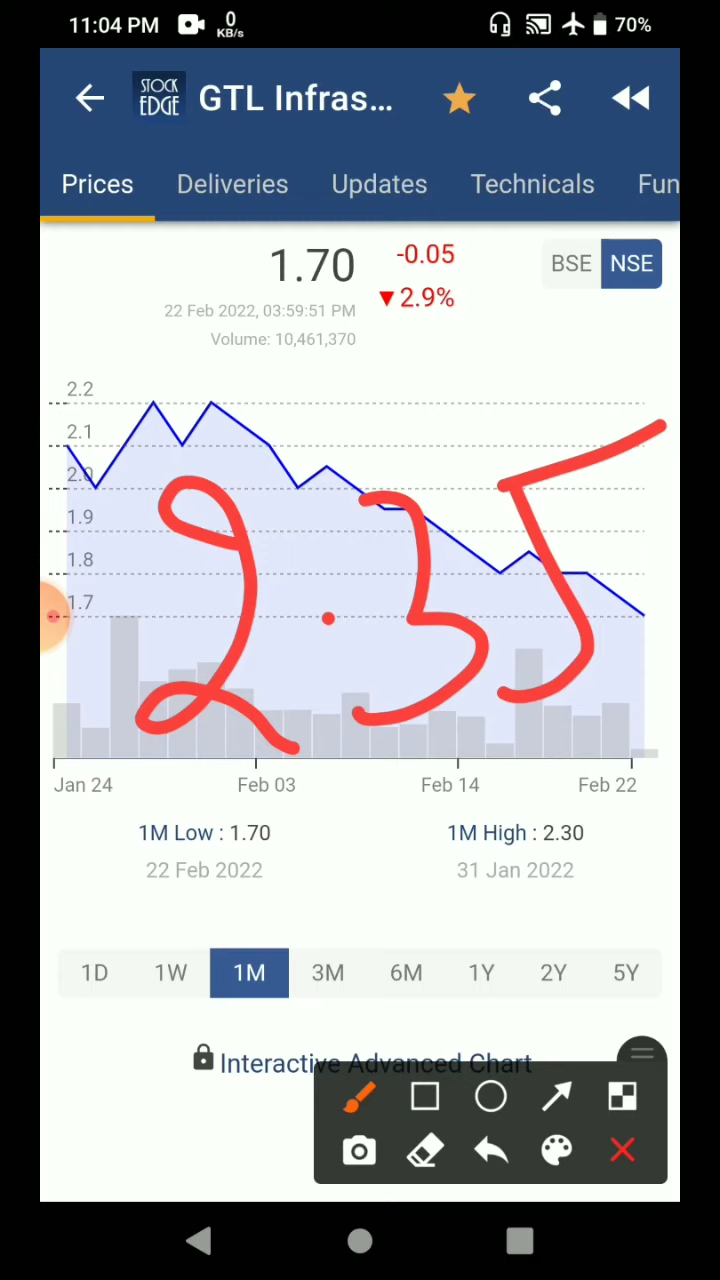 11:04 PM 0 KB/s 70%
STOCK EDGE GTL Infras...
Prices Deliveries Updates Technicals Fun
1.70 -0.05 BSE NSE
▼2.9%
22 Feb 2022, 03:59:51 PM
Volume: 10,461,370
2.2
2.1
2.0
1.9
1.8
1.7
2.35
Jan 24 Feb 03 Feb 14 Feb 22
1M Low : 1.70 1M High : 2.30
22 Feb 2022 31 Jan 2022
1D 1W 1M 3M 6M 1Y 2Y 5Y
Interactive Advanced Chart